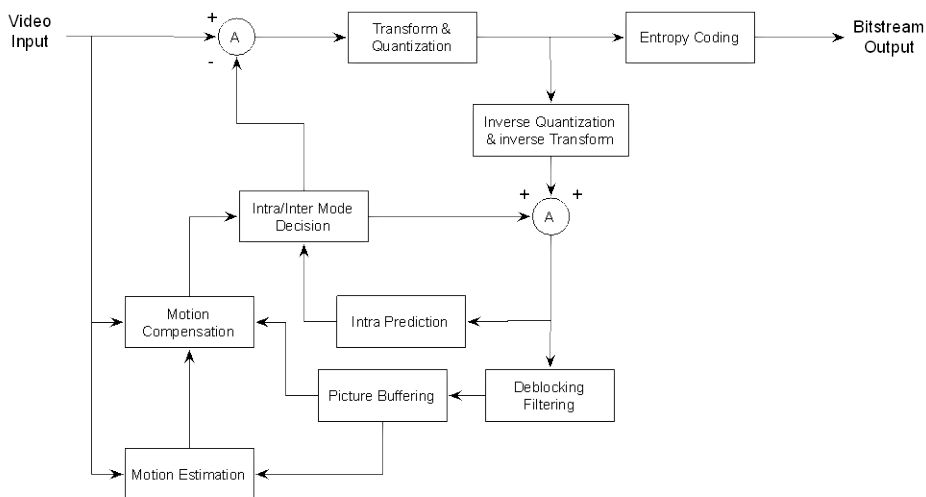 Video
Input
+
A
-
Transform &
Quantization
Entropy Coding
Bitstream
Output
Inverse Quantization
& inverse Transform
+
+
A
Intra/Inter Mode
Decision
Motion
Compensation
Intra Prediction
Picture Buffering
Deblocking
Filtering
Motion Estimation